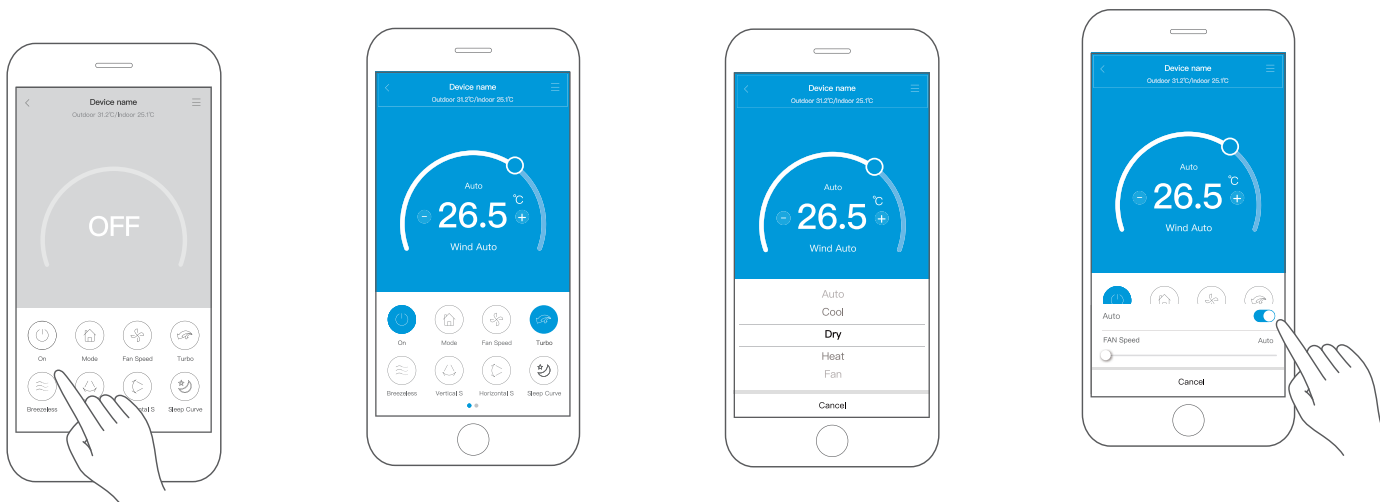 Device name
Outdoor 31.2℃/Indoor 25.1℃
OFF
On Mode Fan Speed Turbo
Breezeless ntal S Sleep Curve
Device name
Outdoor 31.2℃/Indoor 25.1℃
Auto
26.5 ℃
Wind Auto
On Mode Fan Speed Turbo
Breezeless Vertical S Horizontal S Sleep Curve
Device name
Outdoor 31.2℃/Indoor 25.1℃
Auto
26.5 ℃
Wind Auto
Auto
Cool
Dry
Heat
Fan
Cancel
Device name
Outdoor 31.2℃/Indoor 25.1℃
Auto
26.5 ℃
Wind Auto
Auto
FAN Speed Auto
Cancel